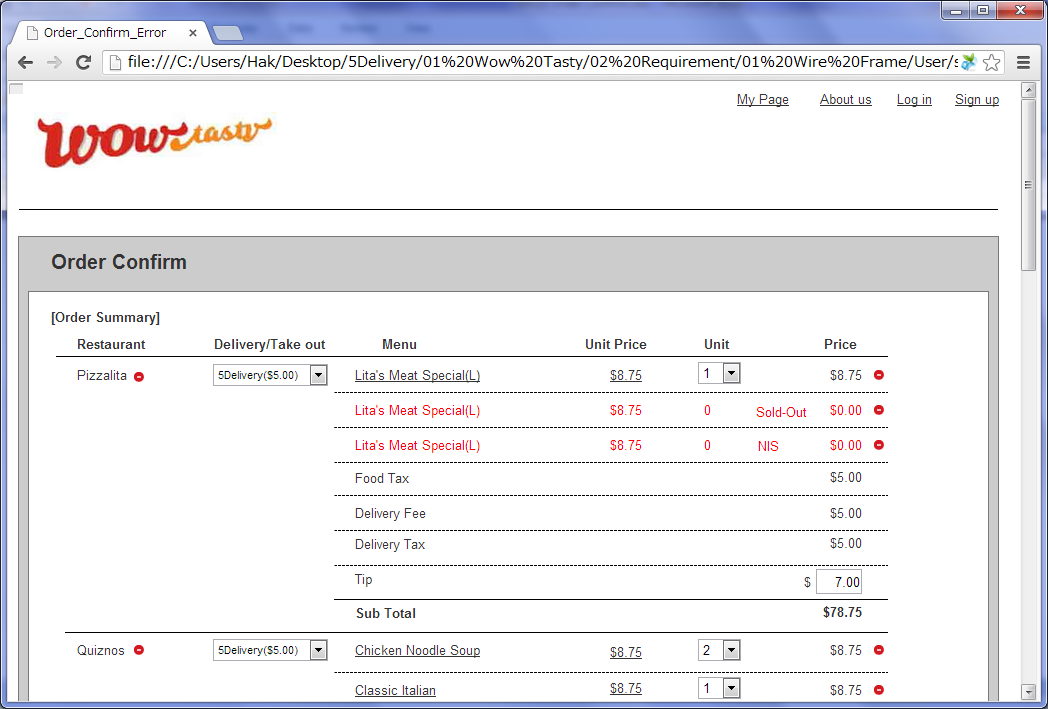 Order_Confirm_Error
file:///C:/Users/Hak/Desktop/5Delivery/01%20Wow%20Tasty/02%20Requirement/01%20Wire%20Frame/User/s
My Page About us Log in Sign up
wow tasty
Order Confirm
[Order Summary]
Restaurant Delivery/Take out Menu Unit Price Unit Price
Pizzalita 5Delivery($5.00) Lita's Meat Special(L) $8.75 1 $8.75
Lita's Meat Special(L) $8.75 0 Sold-Out $0.00
Lita's Meat Special(L) $8.75 0 NIS $0.00
Food Tax $5.00
Delivery Fee $5.00
Delivery Tax $5.00
Tip $ 7.00
Sub Total $78.75
Quiznos 5Delivery($5.00) Chicken Noodle Soup $8.75 2 $8.75
Classic Italian $8.75 1 $8.75